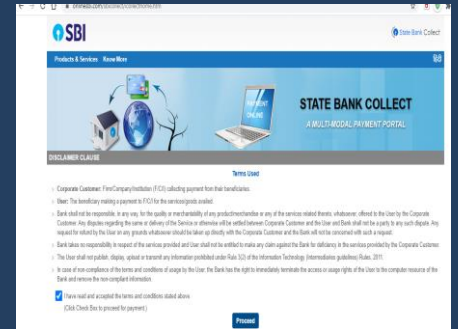 onlinesbi.com/sbicollect/icollecthome.htm
SBI
State Bank Collect
Products & Services Know More
PAYMENT
ONLINE
STATE BANK COLLECT
A MULTI-MODAL PAYMENT PORTAL
DISCLAIMER CLAUSE
Terms Used
Corporate Customer: Firm/Company/Institution (F/C/I) collecting payment from their beneficiaries.
User: The beneficiary making a payment to F/C/I for the services/goods availed.
Bank shall not be responsible, in any way, for the quality or merchantability of any product/merchandise or any of the services related thereto, whatsoever, offered to the User by the Corporate
Customer. Any disputes regarding the same or delivery of the Service or otherwise will be settled between Corporate Customer and the User and Bank shall not be a party to any such dispute. Any
request for refund by the User on any grounds whatsoever should be taken up directly with the Corporate Customer and the Bank will not be concerned with such a request.
Bank takes no responsibility in respect of the services provided and User shall not be entitled to make any claim against the Bank for deficiency in the services provided by the Corporate Customer.
The User shall not publish, display, upload or transmit any information prohibited under Rule 3(2) of the Information Technology (Intermediaries guidelines) Rules, 2011.
In case of non-compliance of the terms and conditions of usage by the User, the Bank has the right to immediately terminate the access or usage rights of the User to the computer resource of the
Bank and remove the non-compliant information.
I have read and accepted the terms and conditions stated above.
(Click Check Box to proceed for payment.)
Proceed